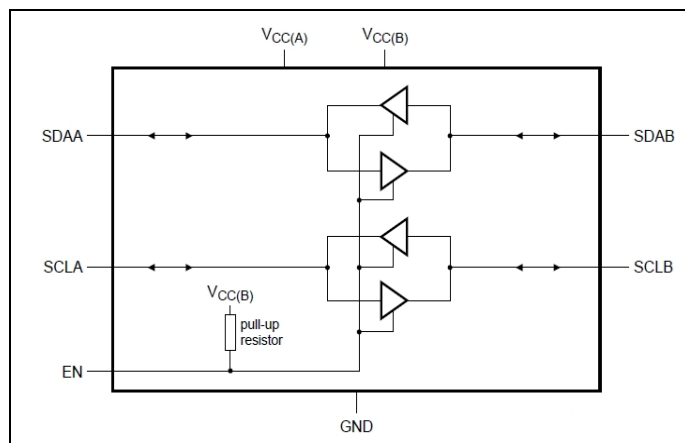 VCC(A)
VCC(B)
SDAA
SDAB
SCLA
SCLB
VCC(B)
pull-up
resistor
EN
GND